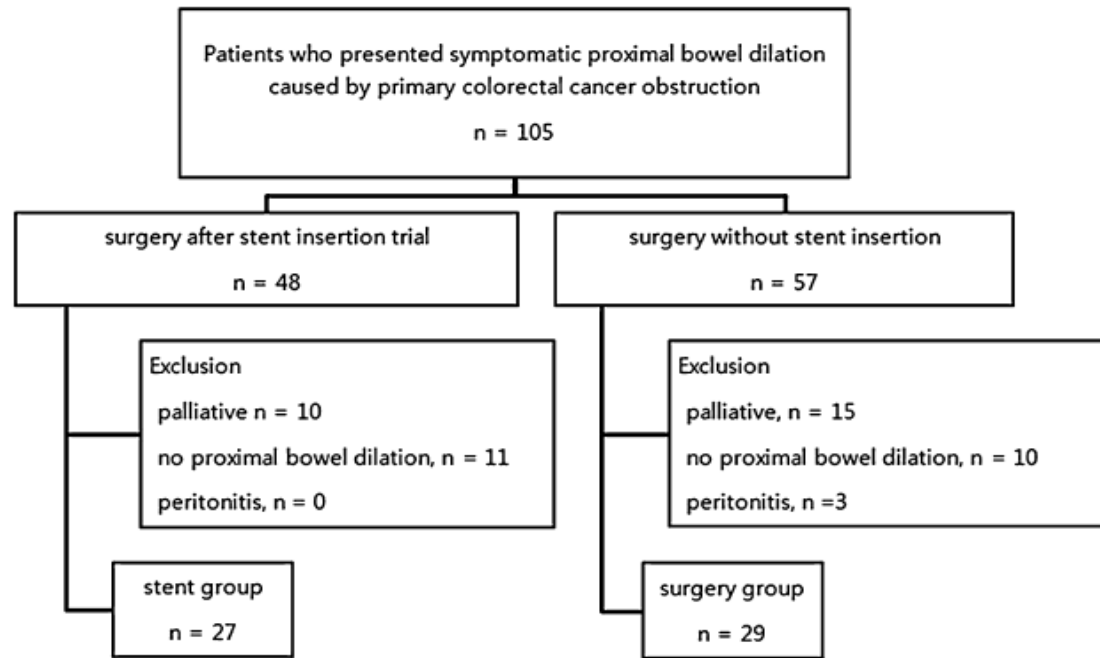 Patients who presented symptomatic proximal bowel dilation
caused by primary colorectal cancer obstruction
n = 105
surgery after stent insertion trial
n = 48
surgery without stent insertion
n = 57
Exclusion
palliative n = 10
no proximal bowel dilation, n = 11
peritonitis, n = 0
Exclusion
palliative, n = 15
no proximal bowel dilation, n = 10
peritonitis, n =3
stent group
n = 27
surgery group
n = 29